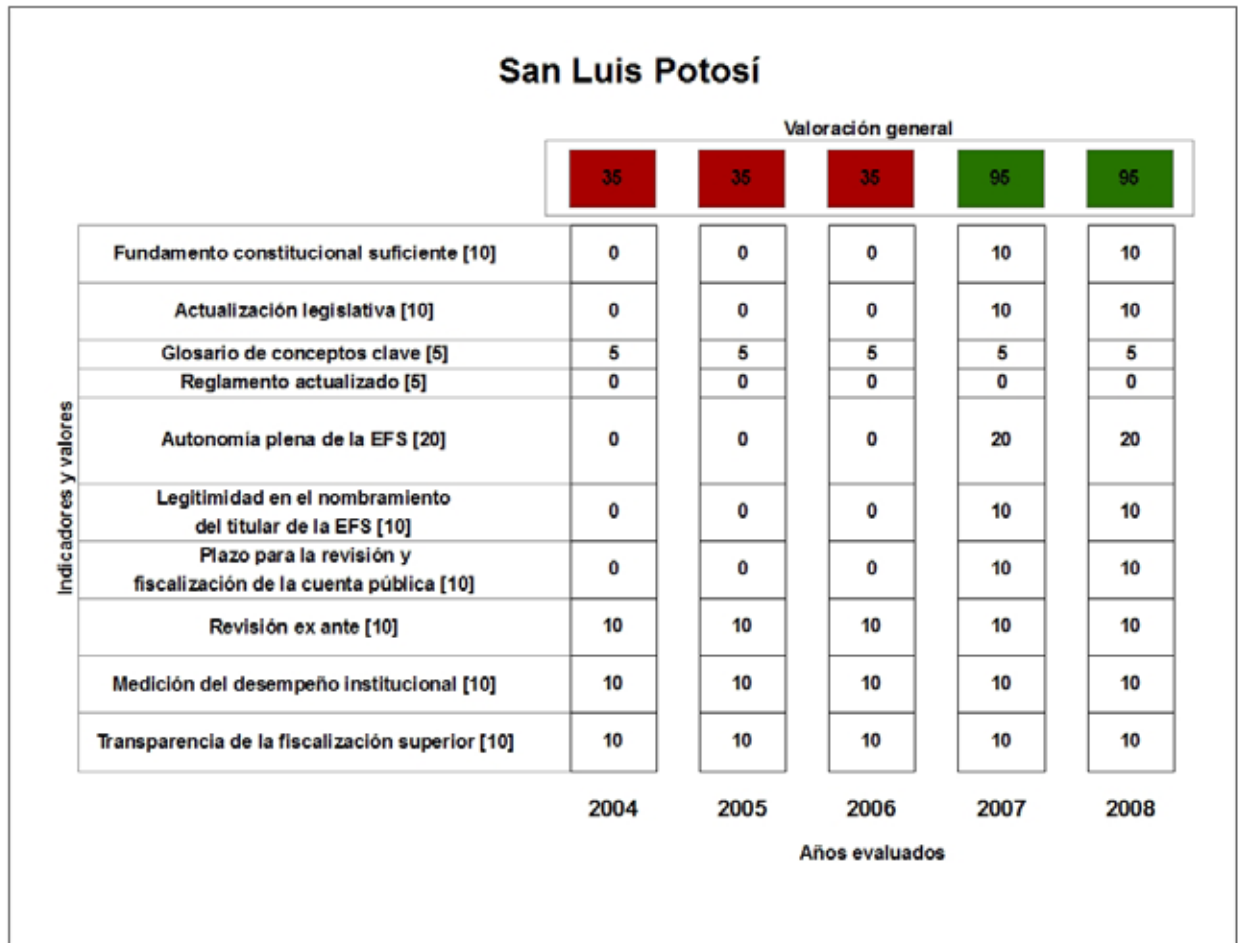 San Luis Potosí
Valoración general
35 35 35 95 95
Indicadores y valores
Fundamento constitucional suficiente [10] 0 0 0 10 10
Actualización legislativa [10] 0 0 0 10 10
Glosario de conceptos clave [5] 5 5 5 5 5
Reglamento actualizado [5] 0 0 0 0 0
Autonomía plena de la EFS [20] 0 0 0 20 20
Legitimidad en el nombramiento
del titular de la EFS [10] 0 0 0 10 10
Plazo para la revisión y
fiscalización de la cuenta pública [10] 0 0 0 10 10
Revisión ex ante [10] 10 10 10 10 10
Medición del desempeño institucional [10] 10 10 10 10 10
Transparencia de la fiscalización superior [10] 10 10 10 10 10
2004 2005 2006 2007 2008
Años evaluados